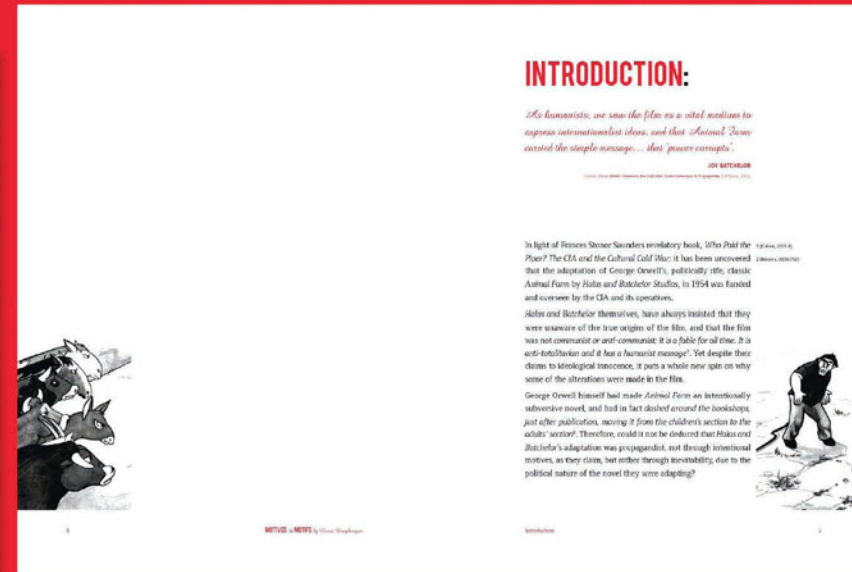 INTRODUCTION:
As humanists, we saw the film as a vital medium to
express internationalist ideas, and that Animal Farm
carried the simple message... that 'power corrupts'.
JOY BATCHELOR
In light of Frances Stonor Saunders revelatory book, Who Paid the
Piper? The CIA and the Cultural Cold War; it has been uncovered
that the adaptation of George Orwell's, politically rife, classic
Animal Farm by Halas and Batchelor Studios, in 1954 was funded
and overseen by the CIA and its operatives.
Halas and Batchelor themselves, have always insisted that they
were unaware of the true origins of the film, and that the film
was not communist or anti-communist; it is a fable for all time. It is
anti-totalitarian and it has a humanist message¹. Yet despite their
claims to ideological innocence, it puts a whole new spin on why
some of the alterations were made in the film.
George Orwell himself had made Animal Farm an intentionally
subversive novel, and had in fact dashed around the bookshops,
just after publication, moving it from the children's section to the
adults' section². Therefore, could it not be deduced that Halas and
Batchelor's adaptation was propagandist, not through intentional
motives, as they claim, but rather through inevitability, due to the
political nature of the novel they were adapting?
MOTIVES & MOTIFS by
Introduction